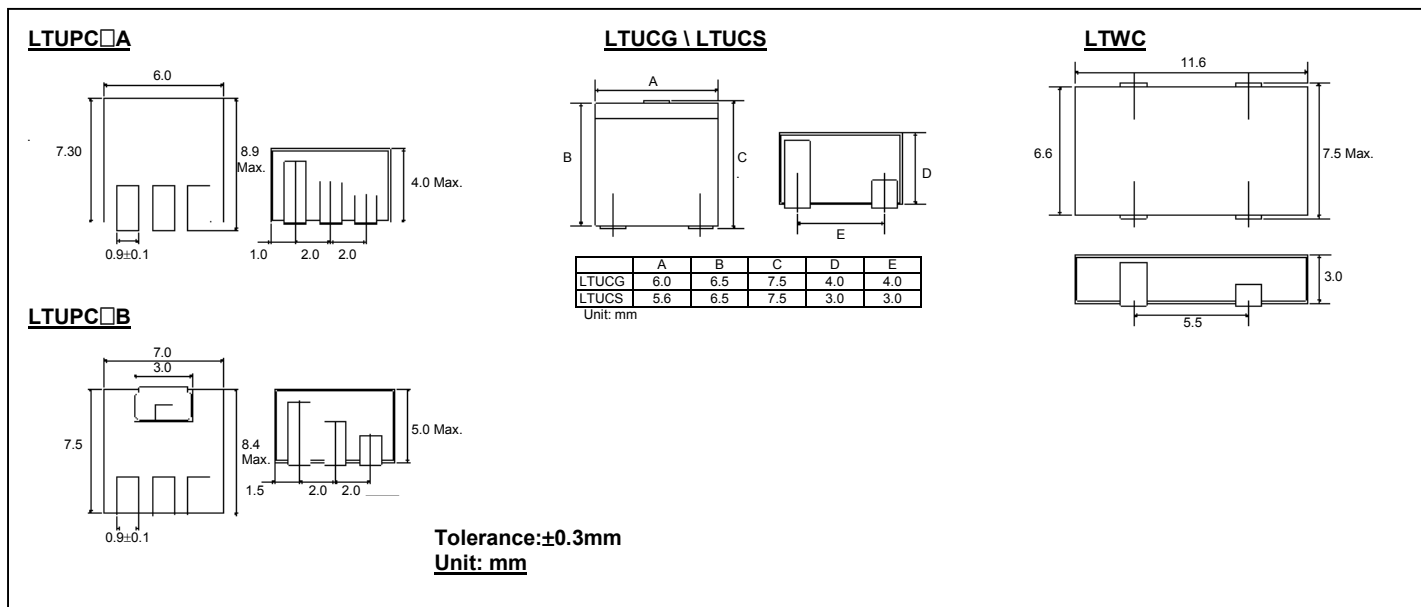 LTUPC□A
6.0
7.30
8.9
Max.
4.0 Max.
0.9±0.1
1.0
2.0
2.0
LTUPC□B
7.0
3.0
7.5
8.4
Max.
5.0 Max.
1.5
2.0
2.0
0.9±0.1
LTUCG \ LTUCS
A
B
C
D
E
A B C D E
LTUCG 6.0 6.5 7.5 4.0 4.0
LTUCS 5.6 6.5 7.5 3.0 3.0
Unit: mm
LTWC
11.6
6.6
7.5 Max.
3.0
5.5
Tolerance:±0.3mm
Unit: mm